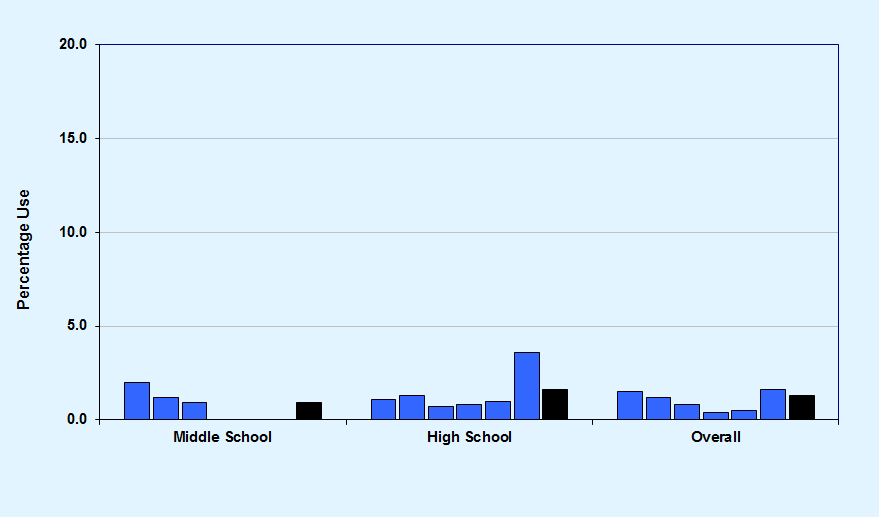 20.0
15.0
10.0
5.0
0.0
Percentage Use
Middle School
High School
Overall